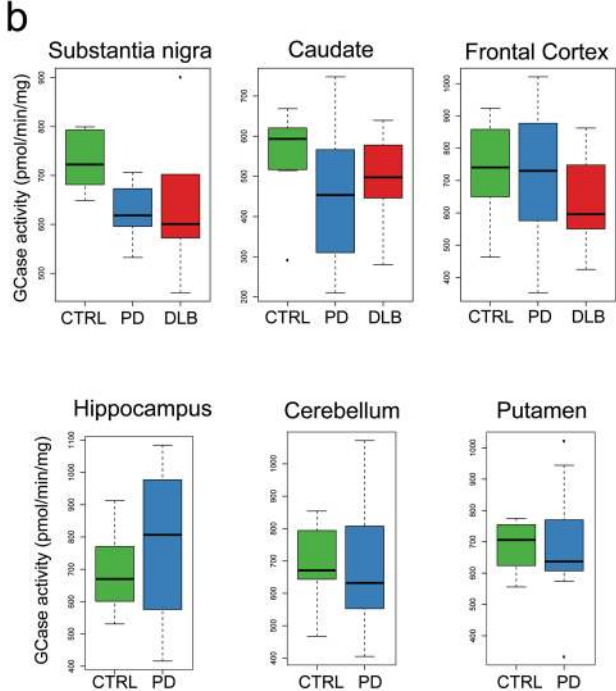 b
Substantia nigra
Caudate
Frontal Cortex
GCase activity (pmol/min/mg)
900
800
700
600
500
CTRL PD DLB
700
600
500
400
300
200
CTRL PD DLB
1000
900
800
700
600
500
400
CTRL PD DLB
Hippocampus
Cerebellum
Putamen
GCase activity (pmol/min/mg)
1100
1000
900
800
700
600
500
400
CTRL PD
1000
900
800
700
600
500
400
CTRL PD
1000
900
800
700
600
500
400
CTRL PD